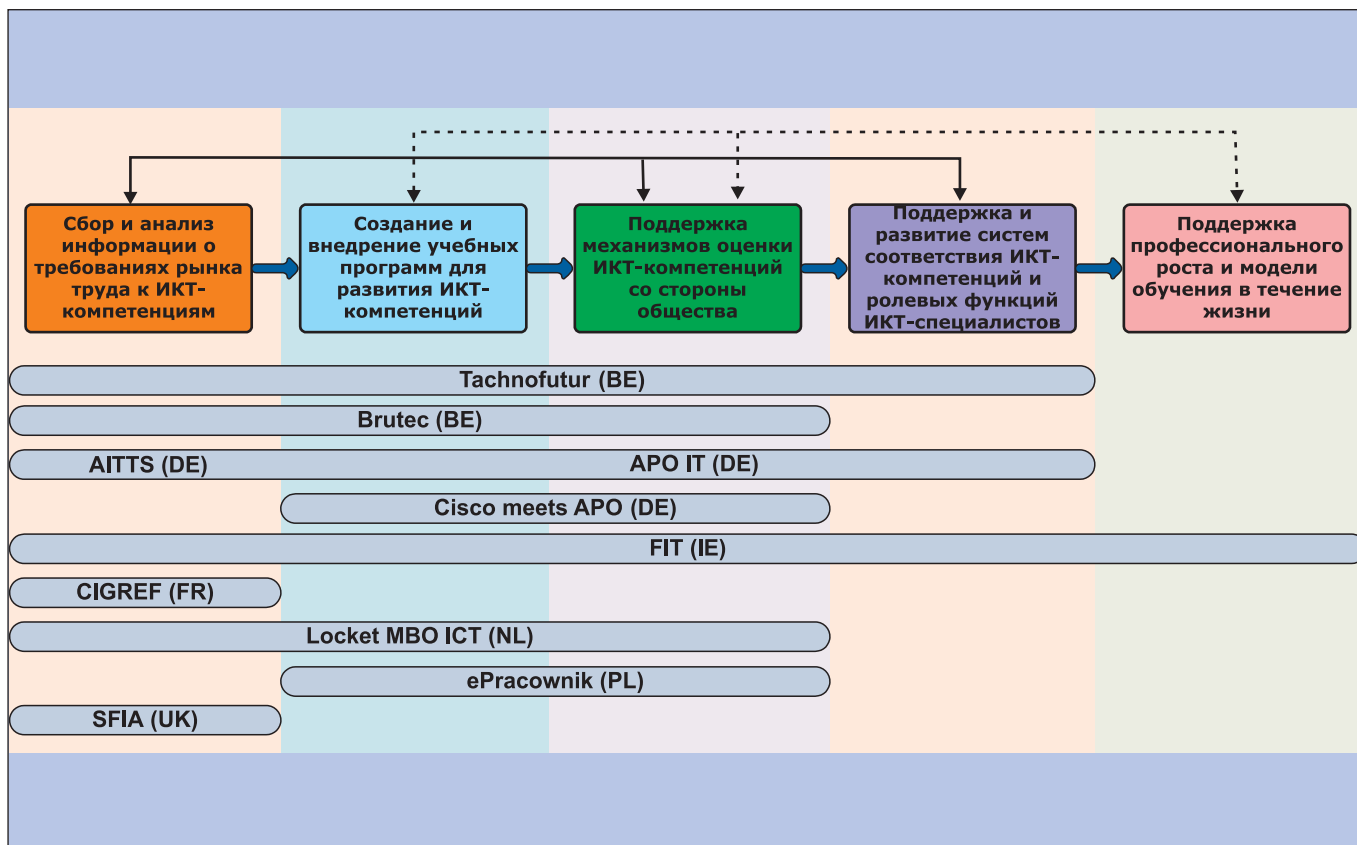 Сбор и анализ
информации о
требованиях рынка
труда к ИКТ-
компетенциям
Создание и
внедрение учебных
программ для
развития ИКТ-
компетенций
Поддержка
механизмов оценки
ИКТ-компетенций
со стороны
общества
Поддержка и
развитие систем
соответствия ИКТ-
компетенций и
ролевых функций
ИКТ-специалистов
Поддержка
профессионального
роста и модели
обучения в течение
жизни
Tachnofutur (BE)
Brutec (BE)
AITTS (DE)
APO IT (DE)
Cisco meets APO (DE)
FIT (IE)
CIGREF (FR)
Locket MBO ICT (NL)
ePracownik (PL)
SFIA (UK)